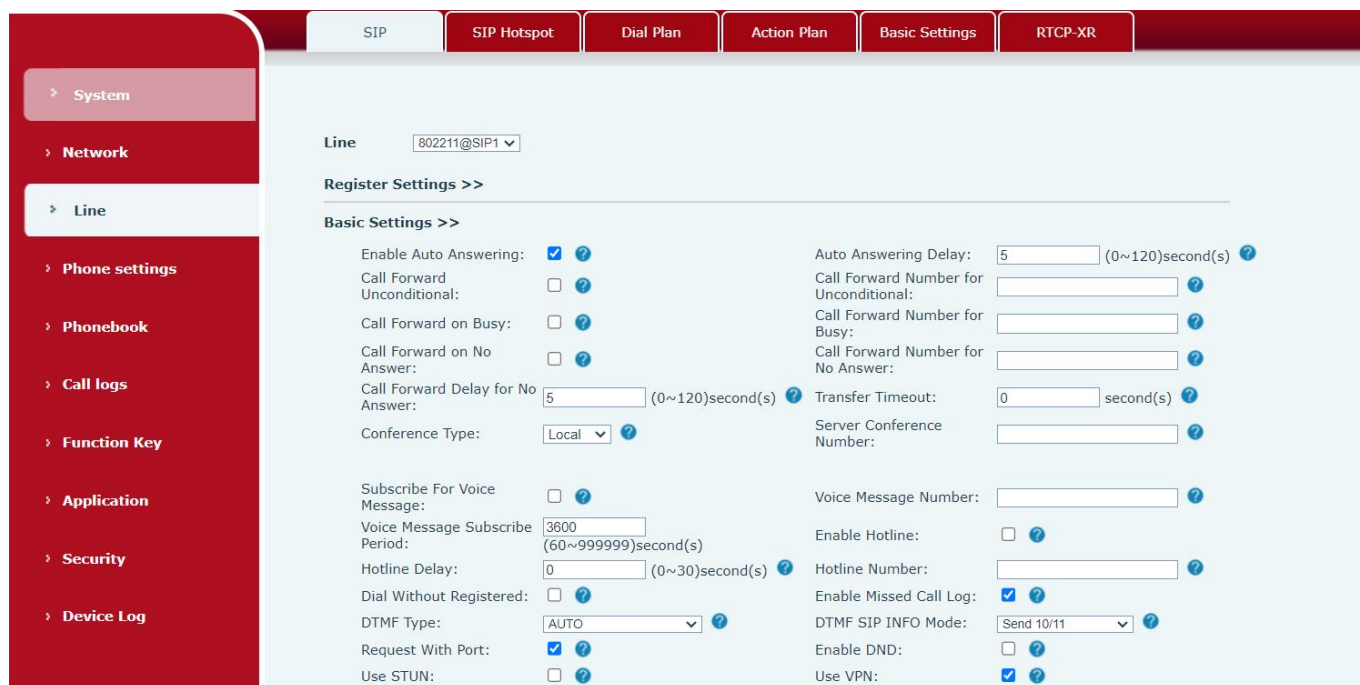 SIP
SIP Hotspot
Dial Plan
Action Plan
Basic Settings
RTCP-XR
System
Network
Line
Phone settings
Phonebook
Call logs
Function Key
Application
Security
Device Log
Line 802211@SIP1
Register Settings >>
Basic Settings >>
Enable Auto Answering: ?
Auto Answering Delay: 5 (0~120)second(s) ?
Call Forward
Unconditional: ?
Call Forward Number for
Unconditional: ?
Call Forward on Busy: ?
Call Forward Number for
Busy: ?
Call Forward on No
Answer: ?
Call Forward Number for
No Answer: ?
Call Forward Delay for No
Answer: 5 (0~120)second(s) ?
Transfer Timeout: 0 second(s) ?
Conference Type: Local ?
Server Conference
Number: ?
Subscribe For Voice
Message: ?
Voice Message Number: ?
Voice Message Subscribe
Period: 3600
(60~999999)second(s)
Enable Hotline: ?
Hotline Delay: 0 (0~30)second(s) ?
Hotline Number: ?
Dial Without Registered: ?
Enable Missed Call Log: ?
DTMF Type: AUTO ?
DTMF SIP INFO Mode: Send 10/11 ?
Request With Port: ?
Enable DND: ?
Use STUN: ?
Use VPN: ?